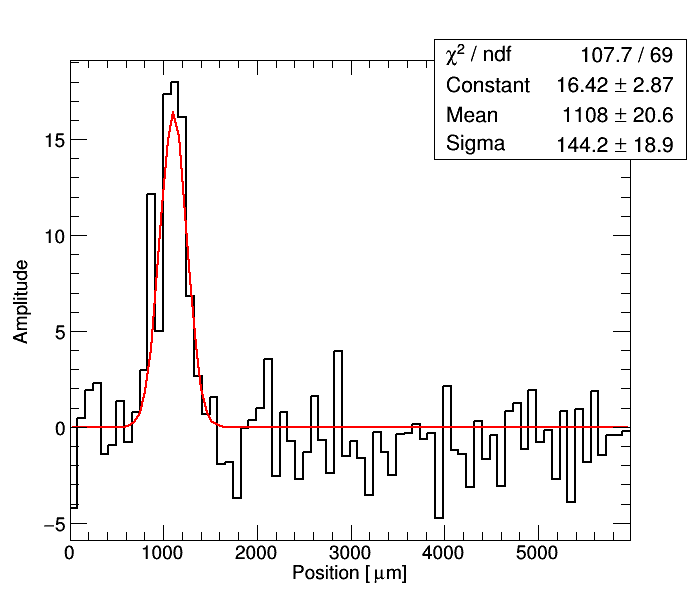 χ² / ndf 107.7 / 69
Constant 16.42 ± 2.87
Mean 1108 ± 20.6
Sigma 144.2 ± 18.9
15
10
5
0
−5
Amplitude
0 1000 2000 3000 4000 5000
Position [ μm]